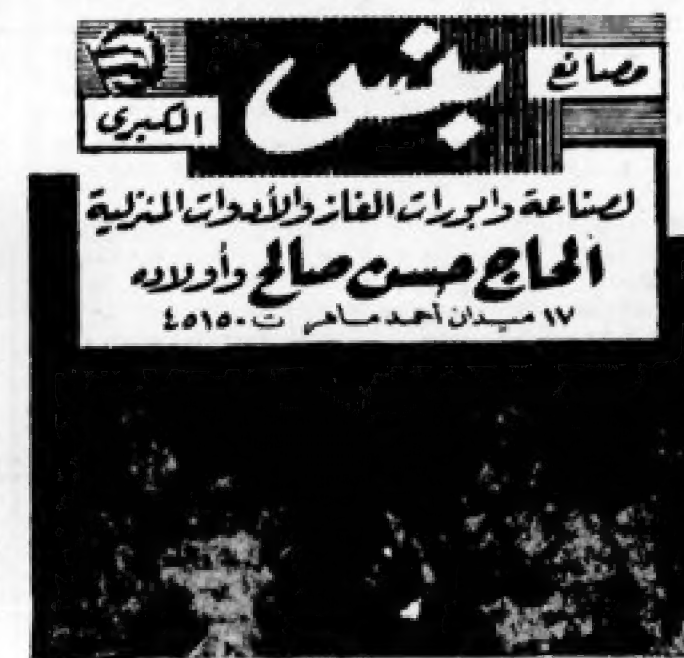 مصانع بنس الكبرى
لصناعة وابورات الغاز والأدوات المنزلية
الحاج حسن صالح وأولاده
١٧ ميدان أحمد ماهر ت ٤٥١٥٠